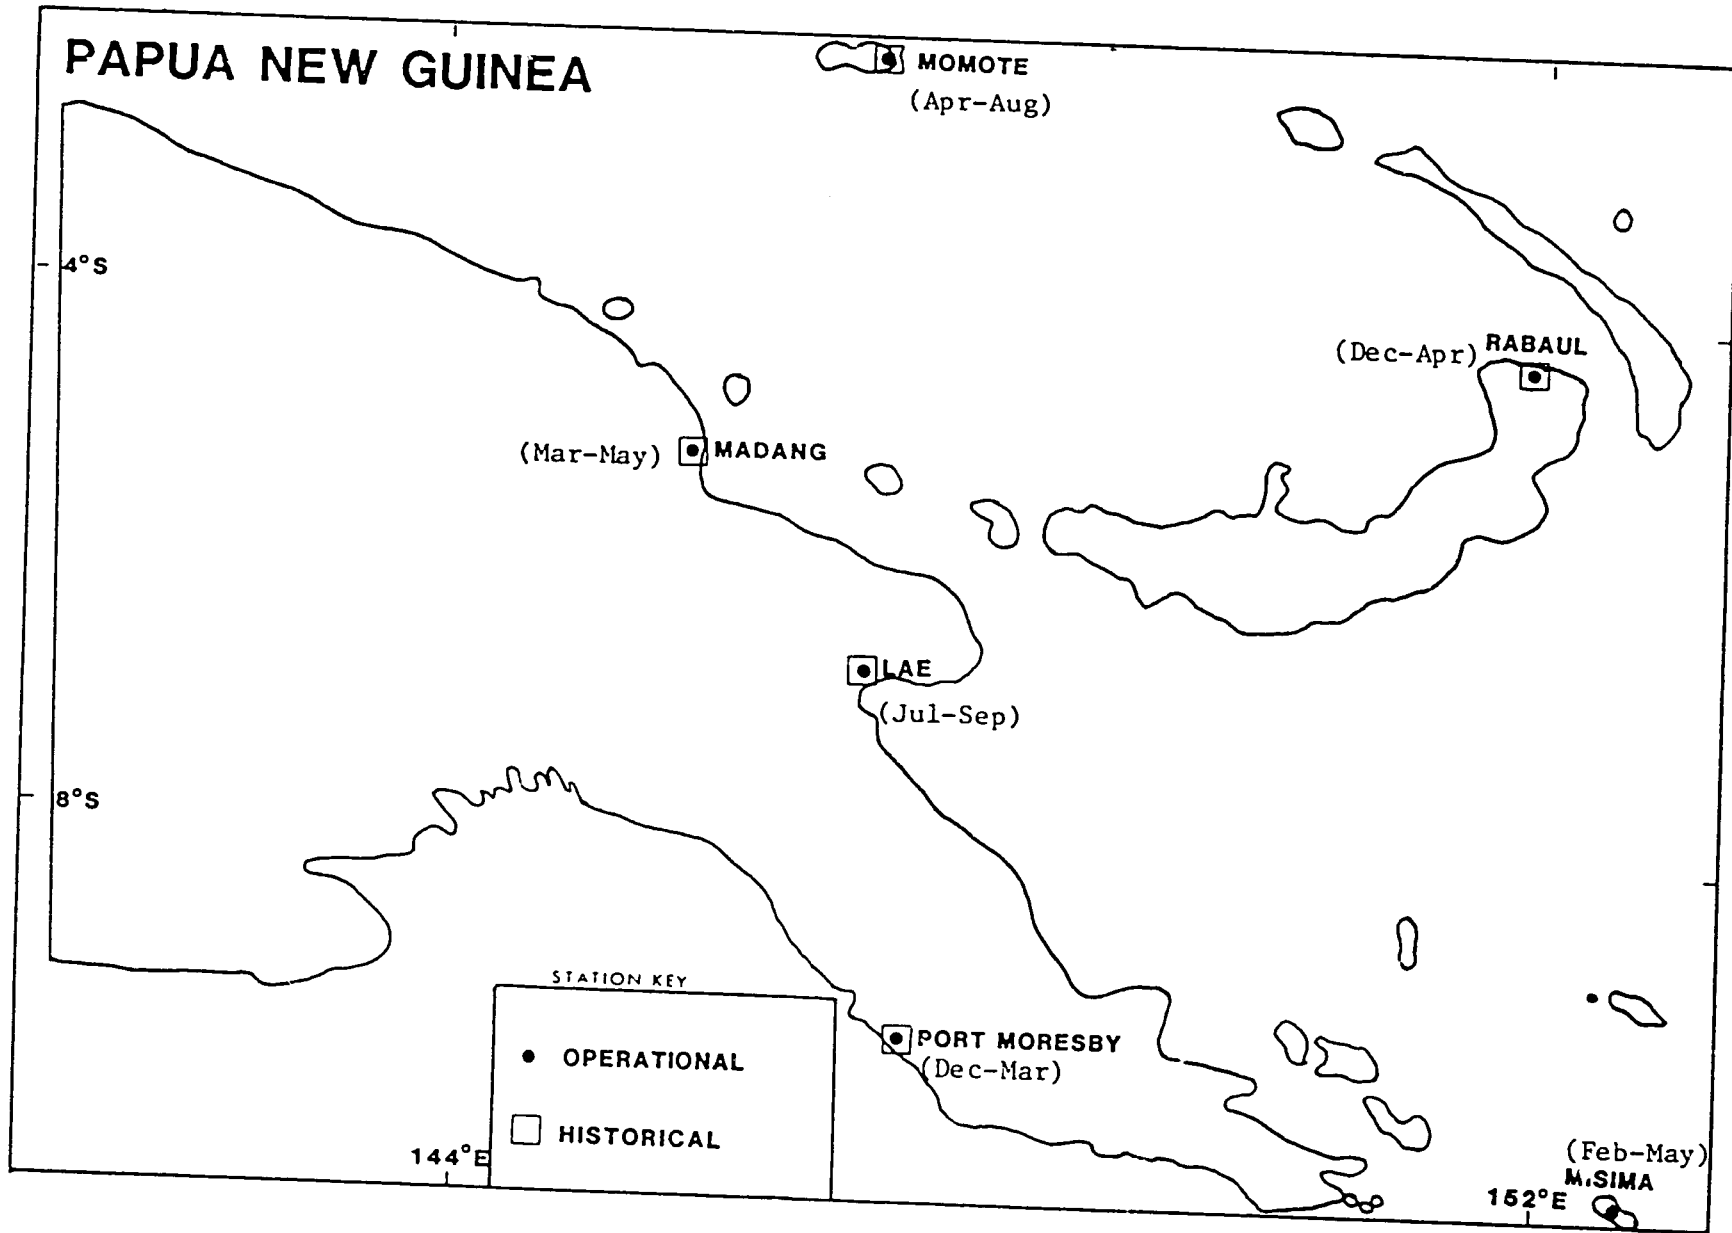 PAPUA NEW GUINEA
MOMOTE
(Apr-Aug)
4°S
RABAUL
(Dec-Apr)
(Mar-May)
MADANG
LAE
(Jul-Sep)
8°S
STATION KEY
OPERATIONAL
HISTORICAL
PORT MORESBY
(Dec-Mar)
144°E
(Feb-May)
MISIMA
152°E